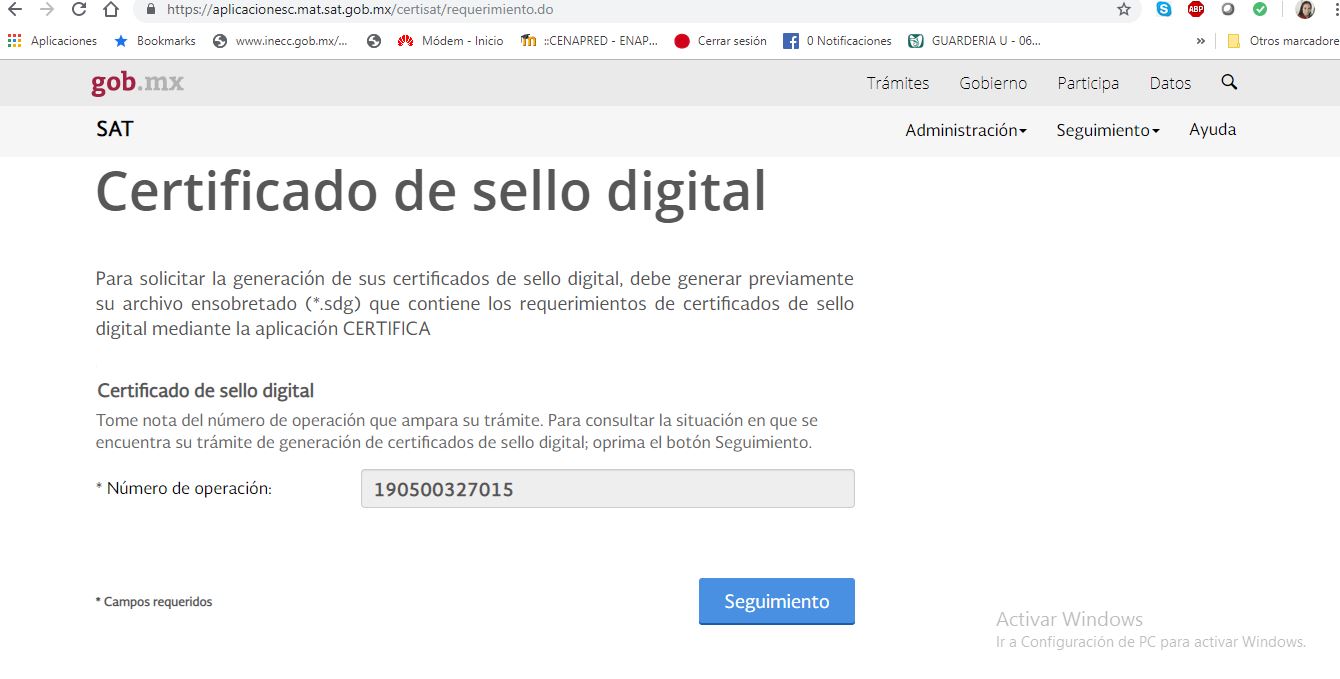 https://aplicacionesc.mat.sat.gob.mx/certisat/requerimiento.do
ABP
Aplicaciones Bookmarks www.inecc.gob.mx/... Módem - Inicio ::CENAPRED - ENAP... Cerrar sesión 0 Notificaciones GUARDERIA U - 06... » Otros marcadore
gob.mx Trámites Gobierno Participa Datos
SAT Administración Seguimiento Ayuda
Certificado de sello digital
Para solicitar la generación de sus certificados de sello digital, debe generar previamente
su archivo ensobretado (*.sdg) que contiene los requerimientos de certificados de sello
digital mediante la aplicación CERTIFICA
Certificado de sello digital
Tome nota del número de operación que ampara su trámite. Para consultar la situación en que se
encuentra su trámite de generación de certificados de sello digital; oprima el botón Seguimiento.
* Número de operación: 190500327015
* Campos requeridos Seguimiento
Activar Windows
Ir a Configuración de PC para activar Windows.